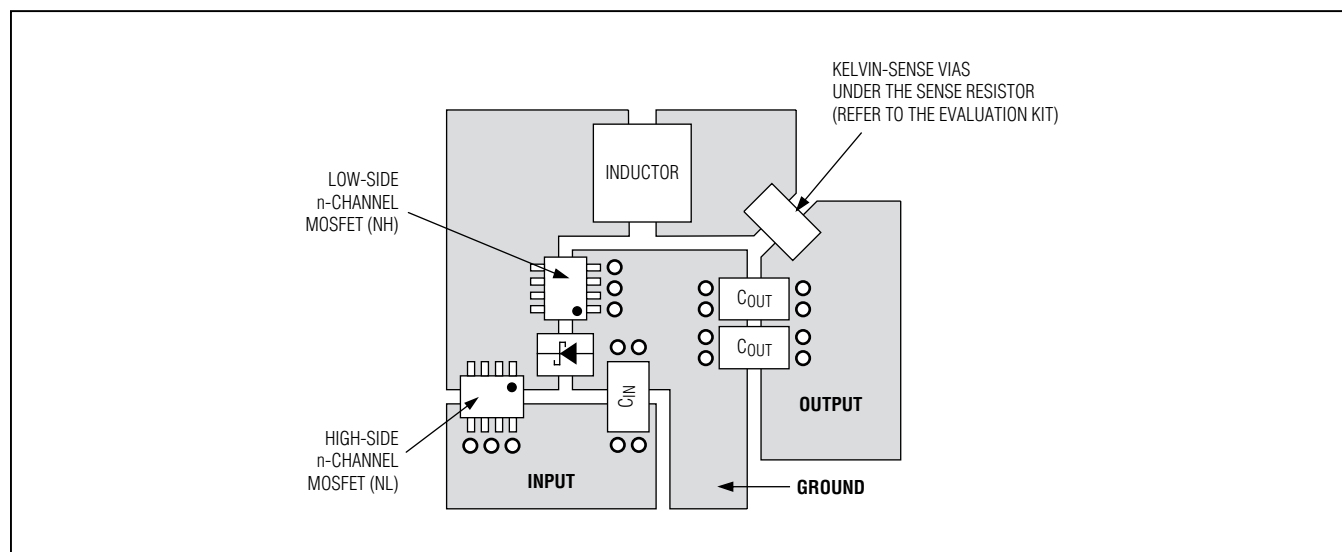 KELVIN-SENSE VIAS
UNDER THE SENSE RESISTOR
(REFER TO THE EVALUATION KIT)
INDUCTOR
LOW-SIDE
n-CHANNEL
MOSFET (NH)
COUT
COUT
CIN
OUTPUT
HIGH-SIDE
n-CHANNEL
MOSFET (NL)
INPUT
GROUND